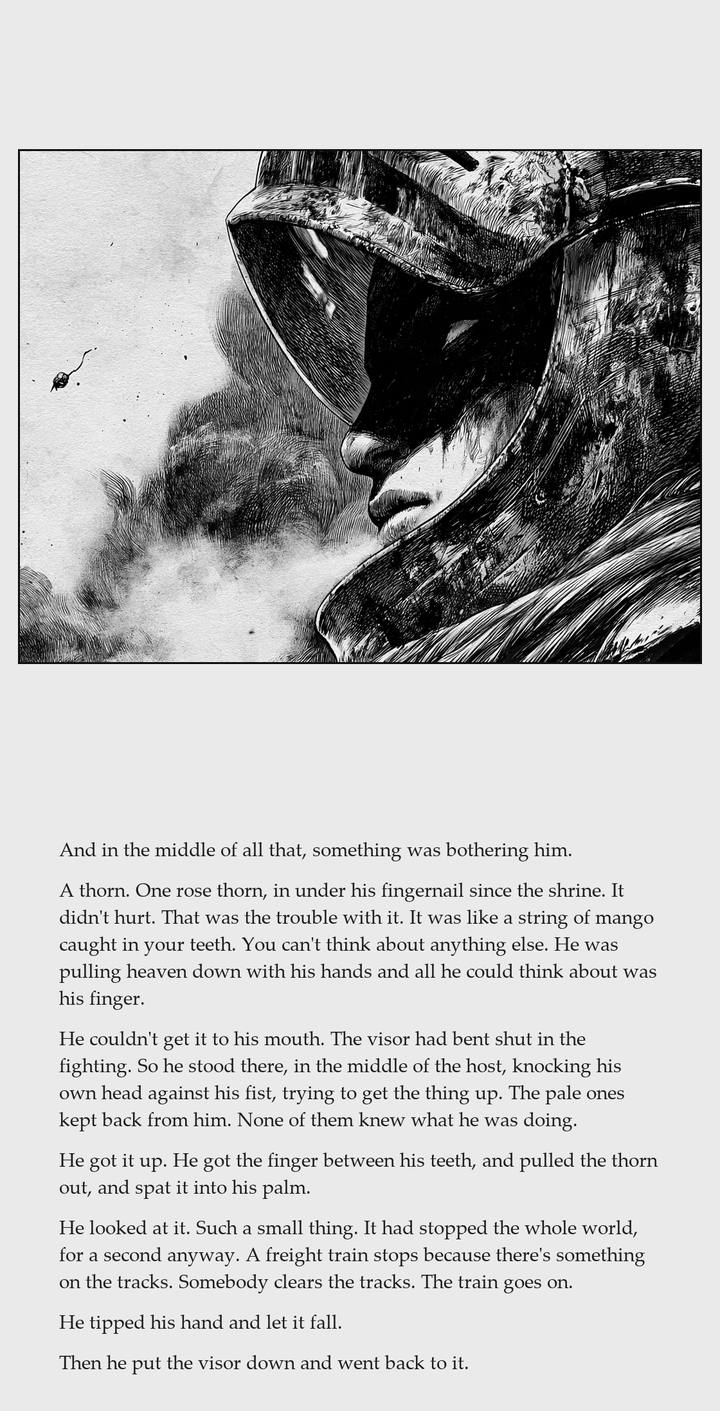 And in the middle of all that, something was bothering him.
A thorn. One rose thorn, in under his fingernail since the shrine. It
didn't hurt. That was the trouble with it. It was like a string of mango
caught in your teeth. You can't think about anything else. He was
pulling heaven down with his hands and all he could think about was
his finger.
He couldn't get it to his mouth. The visor had bent shut in the
fighting. So he stood there, in the middle of the host, knocking his
own head against his fist, trying to get the thing up. The pale ones
kept back from him. None of them knew what he was doing.
He got it up. He got the finger between his teeth, and pulled the thorn
out, and spat it into his palm.
He looked at it. Such a small thing. It had stopped the whole world,
for a second anyway. A freight train stops because there's something
on the tracks. Somebody clears the tracks. The train goes on.
He tipped his hand and let it fall.
Then he put the visor down and went back to it.